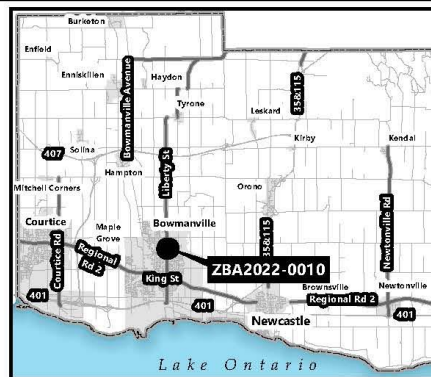 Burketon
Enfield
Enniskillen
Bowmanville Avenue
Haydon
Tyrone
35&115
Leskard
Solina
407
Kirby
Kendal
Hampton
Liberty St
Mitchell Corners
Orono
Newtonville Rd
Courtice
Maple
Grove
Bowmanville
35&115
Courtice Rd
Regional
Rd 2
ZBA2022-0010
King St
Brownsville
Newtonville
401
401
Regional Rd 2
401
Newcastle
Lake Ontario